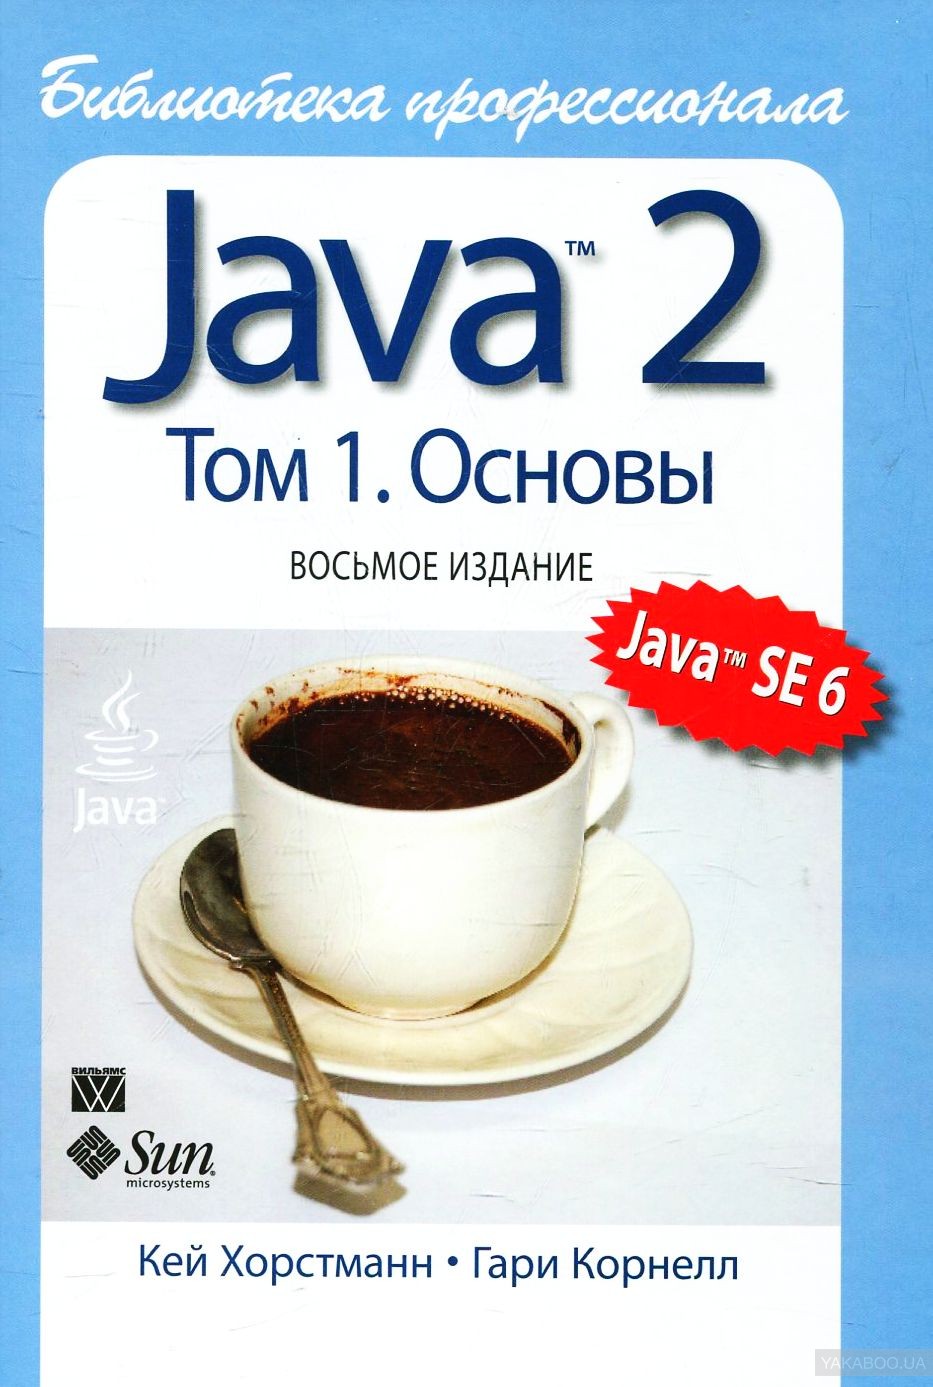 Библиотека профессионала
Java™ 2
Том 1. Основы
ВОСЬМОЕ ИЗДАНИЕ
Java™ SE 6
Java™
ВИЛЬЯМС
W
Sun®
microsystems
Кей Хорстманн • Гари Корнелл
YAKABOO.UA